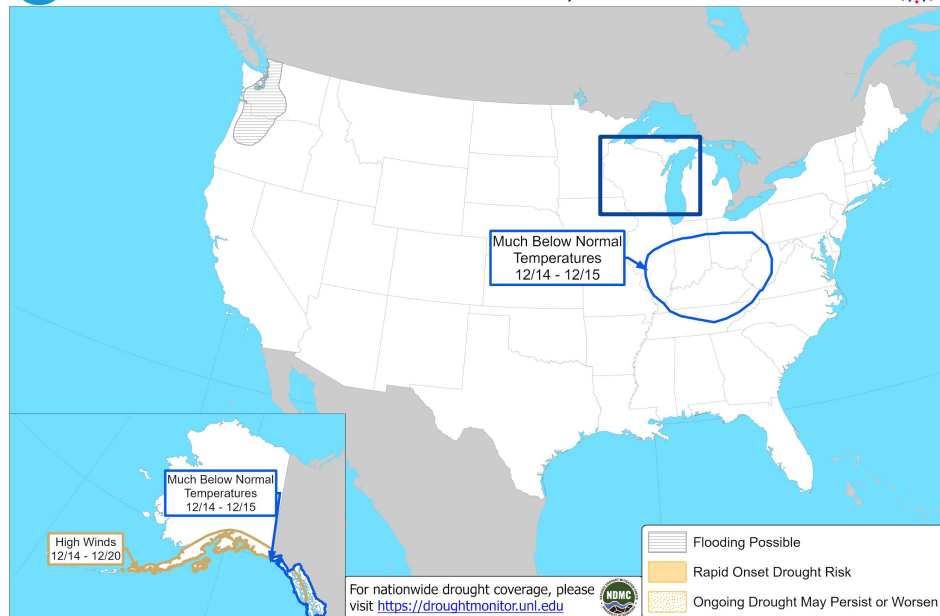 Much Below Normal
Temperatures
12/14 - 12/15
Much Below Normal
Temperatures
12/14 - 12/15
High Winds
12/14 - 12/20
For nationwide drought coverage, please
visit https://droughtmonitor.unl.edu
NDMC
Flooding Possible
Rapid Onset Drought Risk
Ongoing Drought May Persist or Worsen